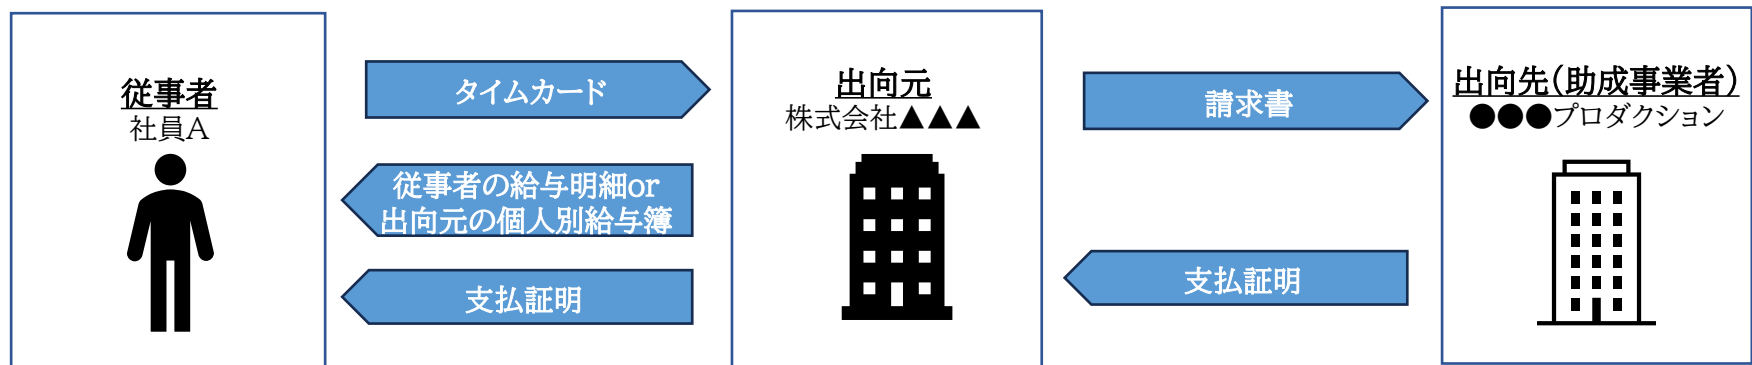 従事者
社員A
タイムカード
従事者の給与明細or
出向元の個人別給与簿
支払証明
出向元
株式会社▲▲▲
請求書
支払証明
出向先（助成事業者）
●●●プロダクション